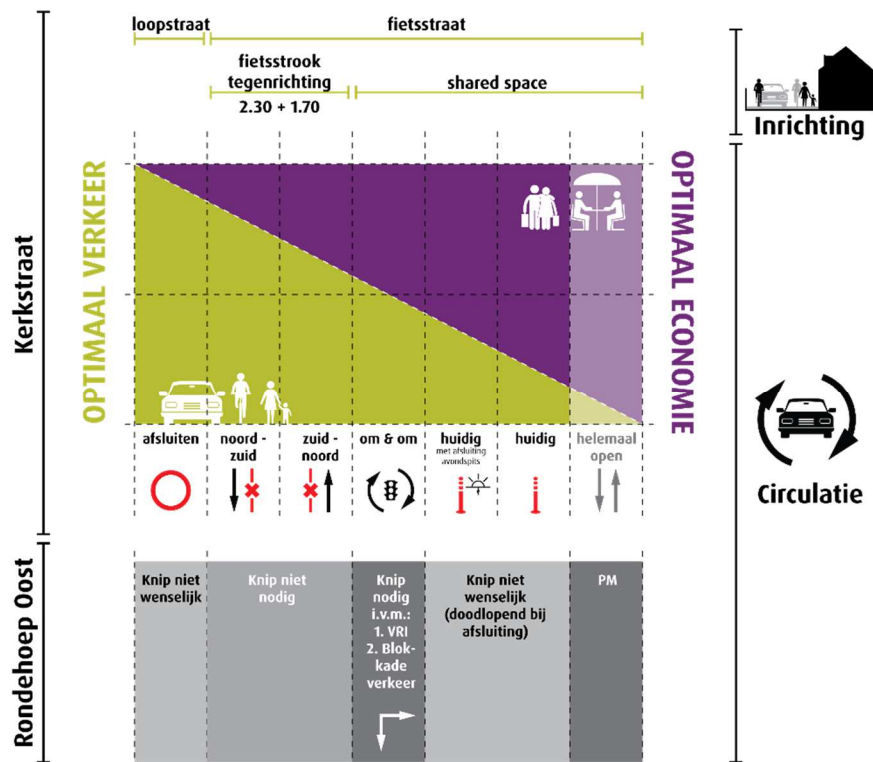 loopstraat
fietsstraat
fietsstrook
tegenrichting
2.30 + 1.70
shared space
Inrichting
Kerkstraat
OPTIMAAL VERKEER
OPTIMAAL ECONOMIE
afsluiten
noord -
zuid
zuid -
noord
om & om
huidig
met afsluiting
avondspits
huidig
helemaal
open
Circulatie
Rondehoep Oost
Knip niet
wenselijk
Knip niet
nodig
Knip
nodig
i.v.m.:
1. VRI
2. Blok-
kade
verkeer
Knip niet
wenselijk
(doodlopend bij
afsluiting)
PM